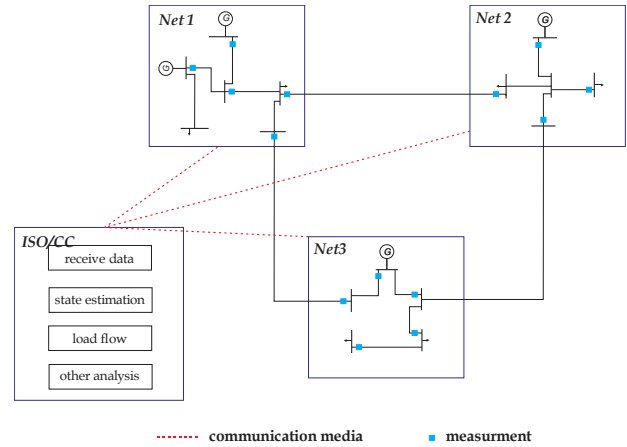 Net 1
G
G
Net 2
G
ISO/CC
receive data
state estimation
load flow
other analysis
Net3
G
communication media
measurment